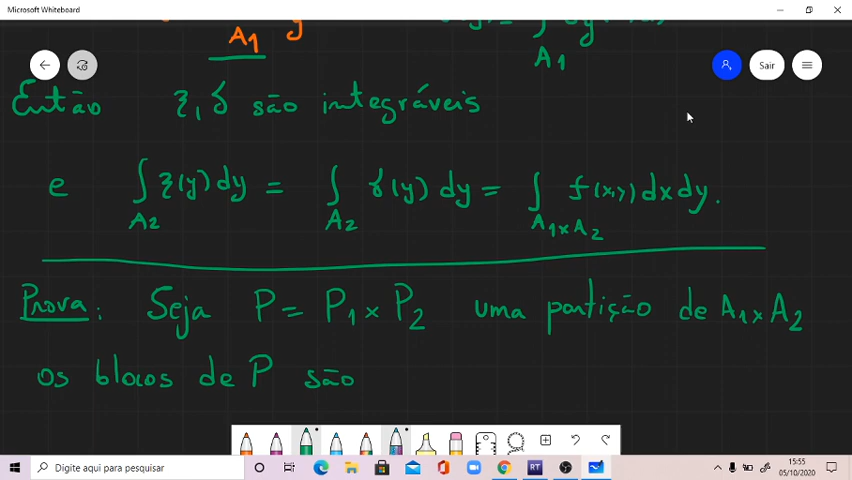 Microsoft Whiteboard
A1 y
A1
Sair
Então ξ, δ são integráveis
e ∫A2 ξ(y) dy = ∫A2 δ(y) dy = ∫A1×A2 f(x,y) dx dy.
Prova: Seja P = P1 × P2 uma partição de A1×A2
os blocos de P são
Digite aqui para pesquisar
RT
15:55
05/10/2020